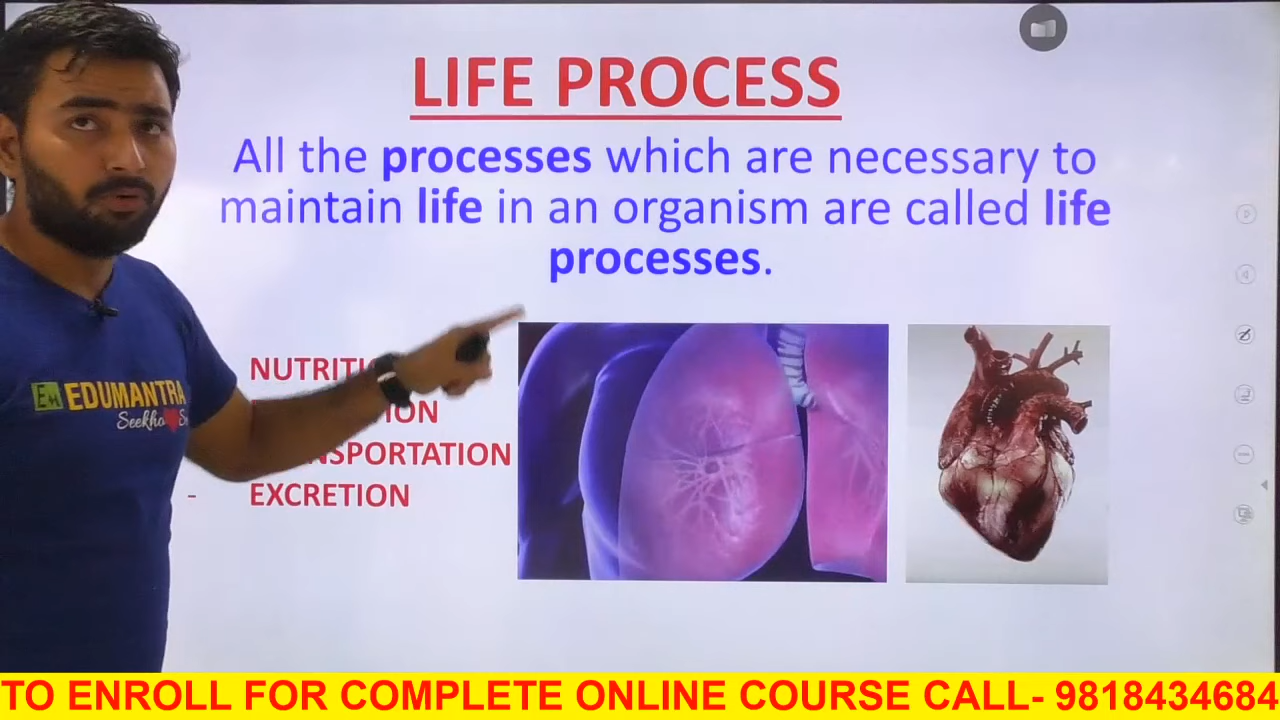 LIFE PROCESS
All the processes which are necessary to
maintain life in an organism are called life
processes.
EDUMANTRA
Seekho
- EXCRETION
TO ENROLL FOR COMPLETE ONLINE COURSE CALL- 9818434684